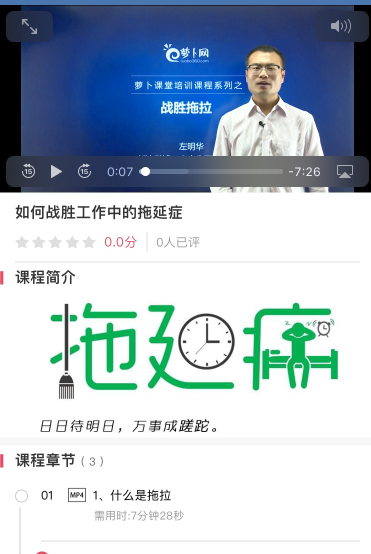 萝卜网
luobo360.com
萝卜课堂培训课程系列之
战胜拖拉
左明华
15
15
0:07
-7:26
如何战胜工作中的拖延症
0.0分
0人已评
课程简介
拖延症
日日待明日，万事成蹉跎。
课程章节（3）
01 MP4 1、什么是拖拉
需用时:7分钟28秒